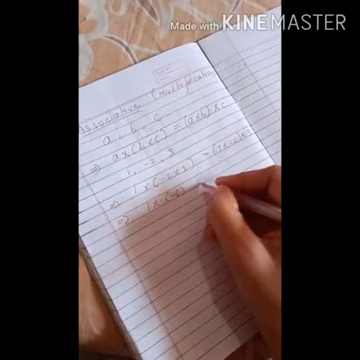 Made with KINEMASTER
Associative (Multiplication)
a, b, c
⇒ a×(b×c) = (a×b)×c
1, -2, 3
⇒ 1×(-2×3) = (1×-2)×3
⇒ 1×(-6)